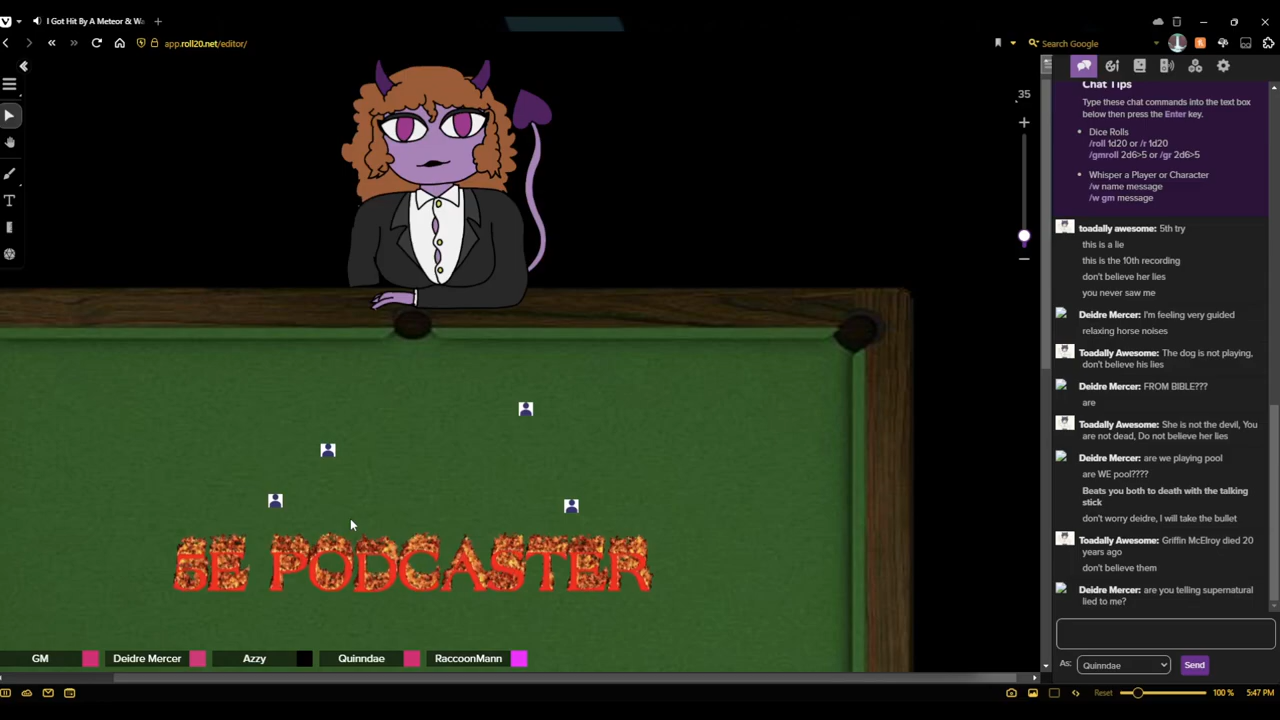 I Got Hit By A Meteor & W
app.roll20.net/editor/
Search Google
35
Chat Tips
Type these chat commands into the text box
below then press the Enter key.
Dice Rolls
/roll 1d20 or /r 1d20
/gmroll 2d6>5 or /gr 2d6>5
Whisper a Player or Character
/w name message
/w gm message
toadally awesome: 5th try
this is a lie
this is the 10th recording
don't believe her lies
you never saw me
Deidre Mercer: I'm feeling very guided
relaxing horse noises
Toadally Awesome: The dog is not playing,
don't believe his lies
Deidre Mercer: FROM BIBLE???
are
Toadally Awesome: She is not the devil, You
are not dead, Do not believe her lies
Deidre Mercer: are we playing pool
are WE pool????
Beats you both to death with the talking
stick
don't worry deidre, I will take the bullet
Toadally Awesome: Griffin McElroy died 20
years ago
don't believe them
Deidre Mercer: are you telling supernatural
lied to me?
5E PODCASTER
GM
Deidre Mercer
Azzy
Quinndae
RaccoonMann
As:
Quinndae
Send
Reset
100 %
5:47 PM